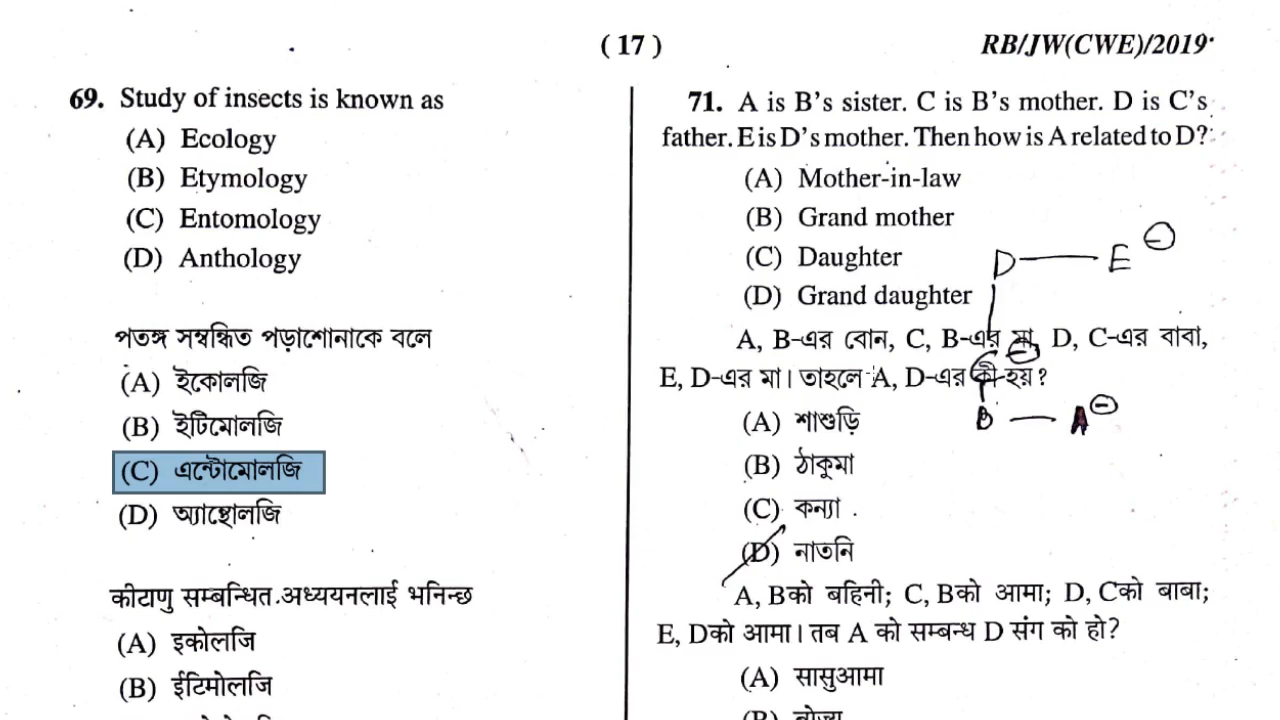 ( 17 )
RB/JW(CWE)/2019
69. Study of insects is known as
(A) Ecology
(B) Etymology
(C) Entomology
(D) Anthology
পতঙ্গ সম্বন্ধিত পড়াশোনাকে বলে
(A) ইকোলজি
(B) ইটিমোলজি
(C) এন্টোমোলজি
(D) অ্যান্থোলজি
कीटाणु सम्बन्धित अध्ययनलाई भनिन्छ
(A) इकोलजि
(B) ईटिमोलजि
71. A is B's sister. C is B's mother. D is C's
father. E is D's mother. Then how is A related to D?
(A) Mother-in-law
(B) Grand mother
(C) Daughter
(D) Grand daughter
D — E
A, B-এর বোন, C, B-এর মা, D, C-এর বাবা,
E, D-এর মা। তাহলে A, D-এর কী হয়?
B — A
(A) শাশুড়ি
(B) ঠাকুমা
(C) কন্যা
(D) নাতনি
A, Bको बहिनी; C, Bको आमा; D, Cको बाबा;
E, Dको आमा। तब A को सम्बन्ध D संग को हो?
(A) सासुआमा